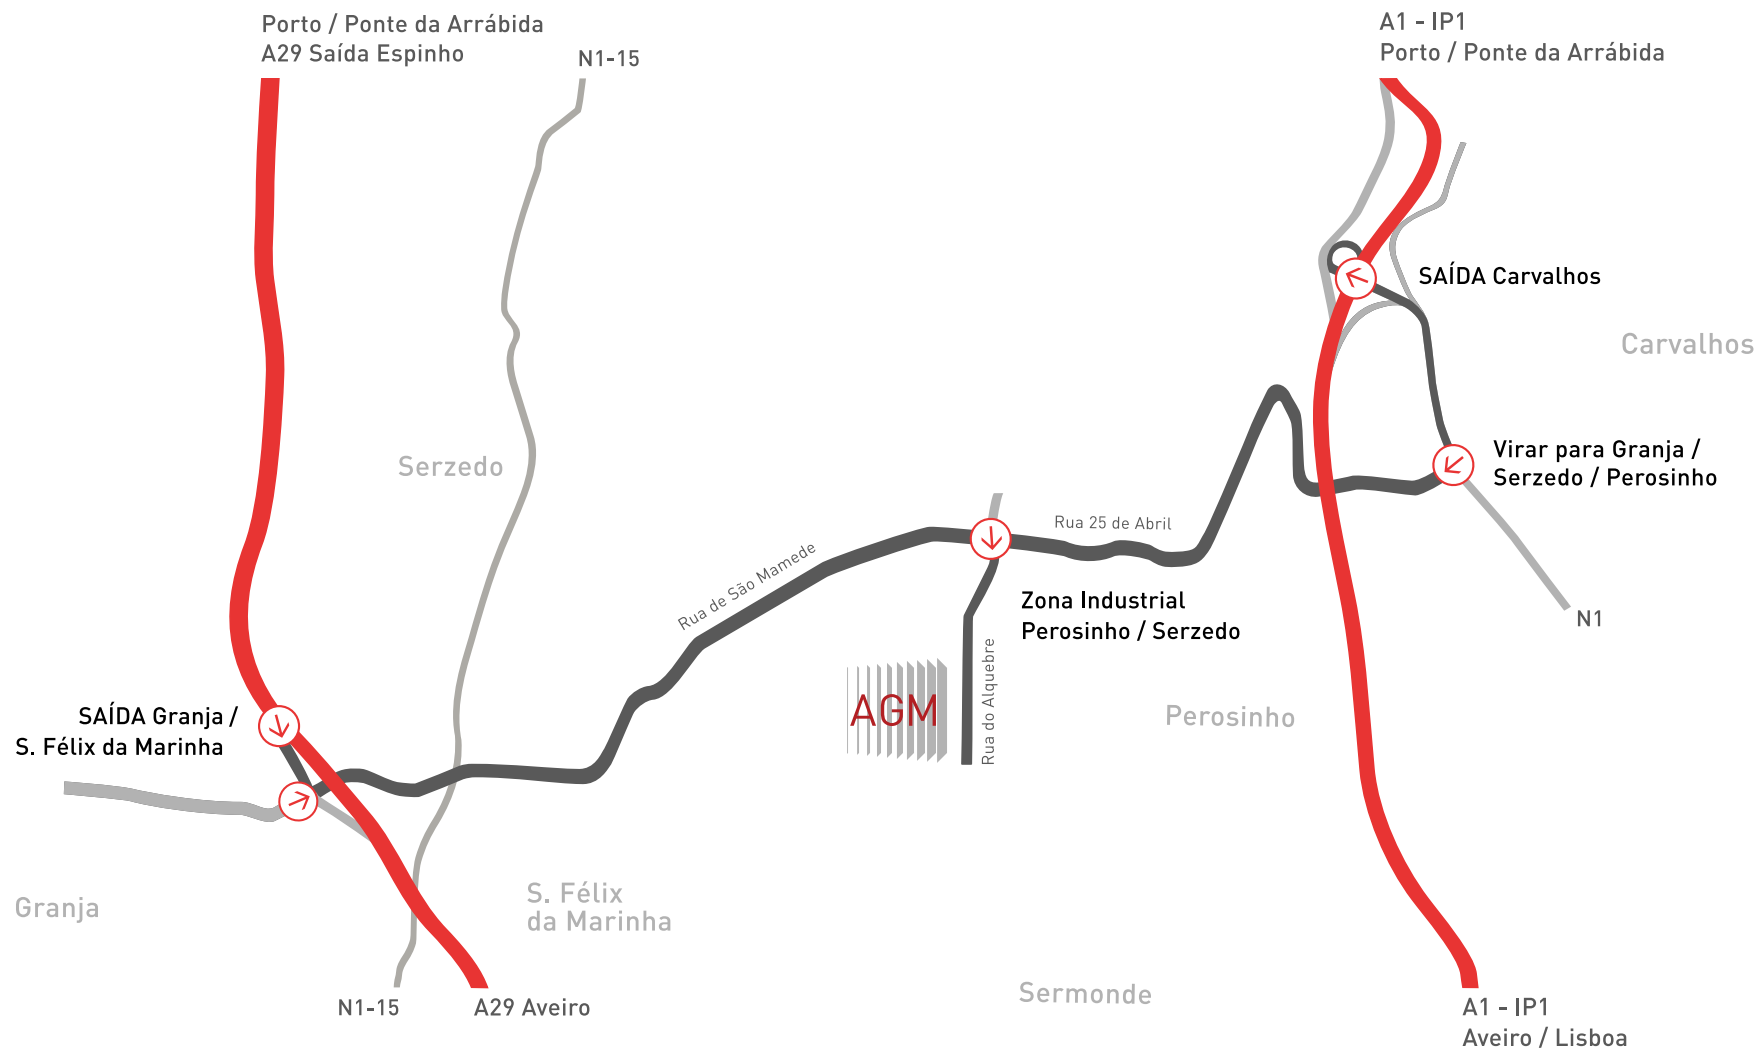 Porto / Ponte da Arrábida
A29 Saída Espinho
N1-15
A1 - IP1
Porto / Ponte da Arrábida
SAÍDA Carvalhos
Carvalhos
Serzedo
Virar para Granja /
Serzedo / Perosinho
Rua 25 de Abril
Rua de São Mamede
Zona Industrial
Perosinho / Serzedo
N1
Rua do Alquebre
AGM
Perosinho
SAÍDA Granja /
S. Félix da Marinha
Granja
S. Félix
da Marinha
Sermonde
N1-15
A29 Aveiro
A1 - IP1
Aveiro / Lisboa